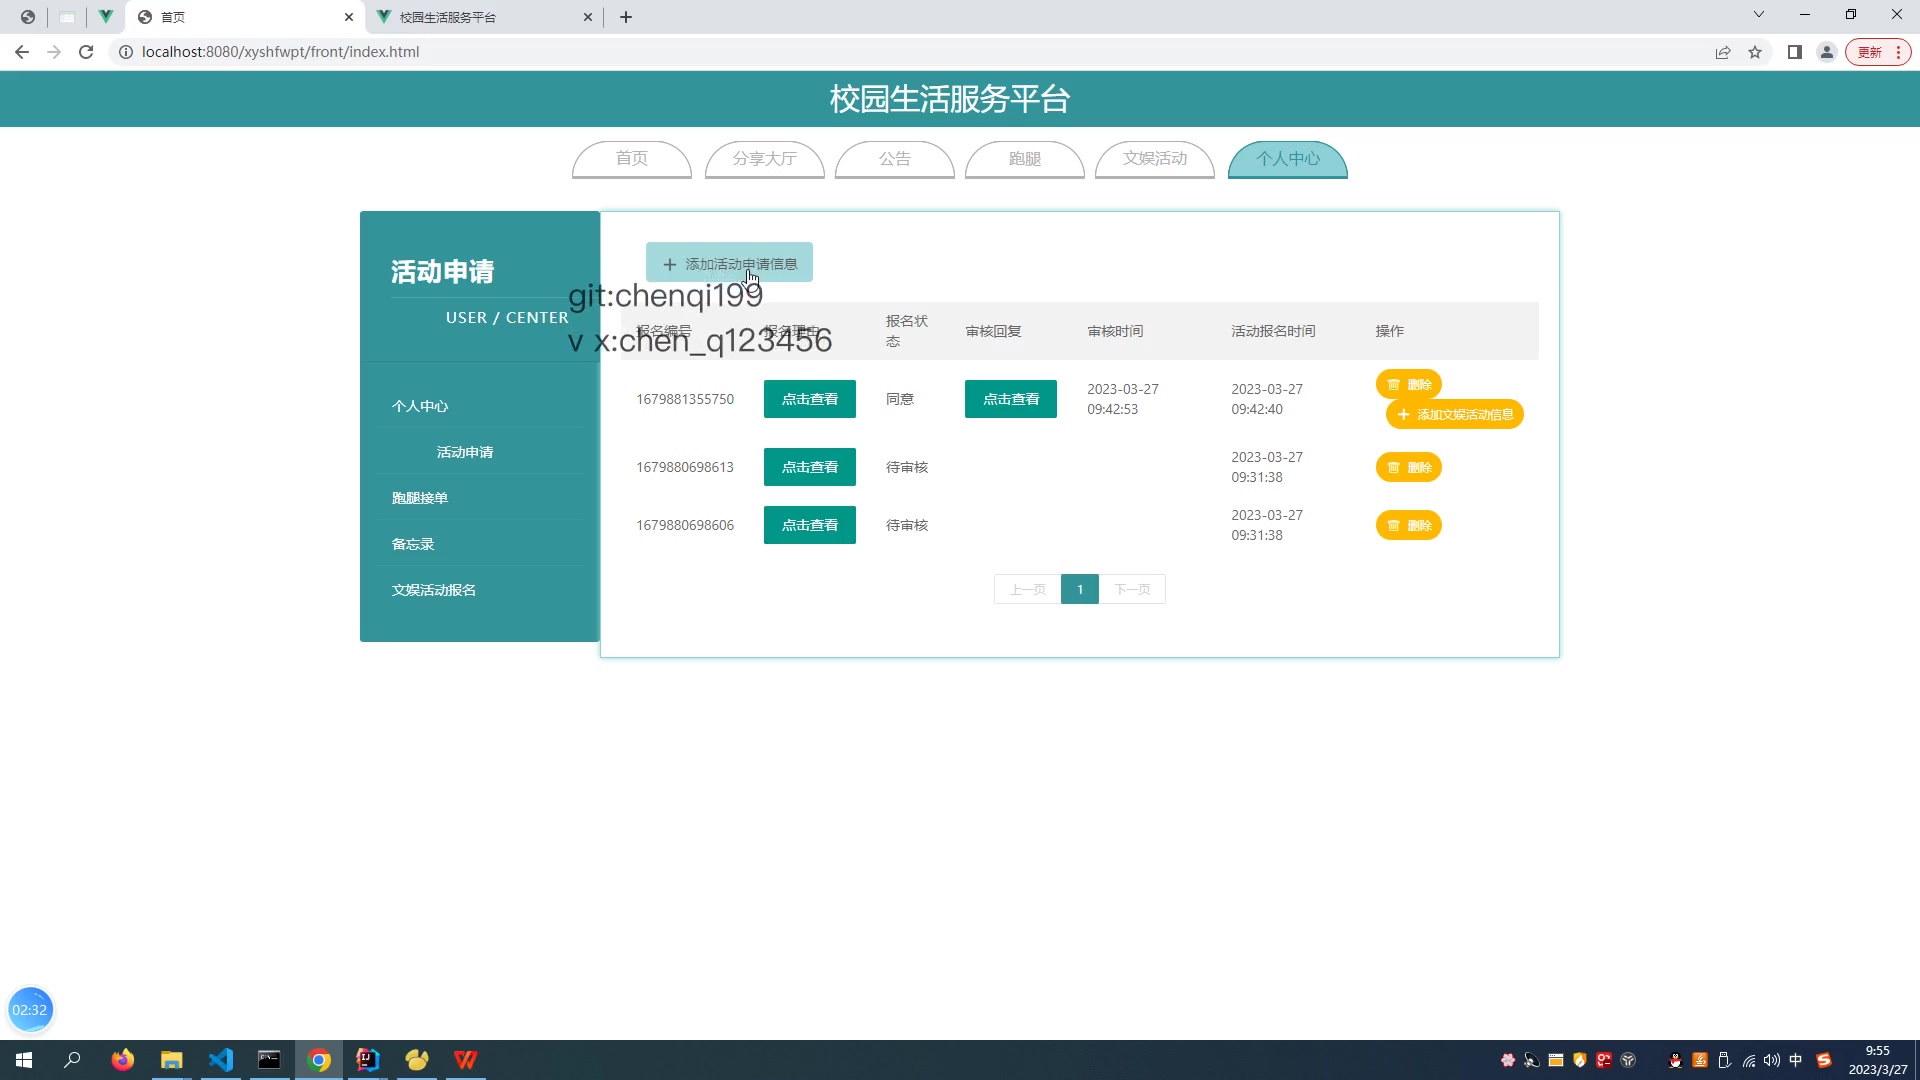 首页
校园生活服务平台
localhost:8080/xyshfwpt/front/index.html
更新
校园生活服务平台
首页
分享大厅
公告
跑腿
文娱活动
个人中心
活动申请
USER / CENTER
个人中心
活动申请
跑腿接单
备忘录
文娱活动报名
添加活动申请信息
git:chenqi199
v x:chen_q123456
报名编号
报名理由
报名状
态
审核回复
审核时间
活动报名时间
操作
1679881355750
点击查看
同意
点击查看
2023-03-27
09:42:53
2023-03-27
09:42:40
删除
添加文娱活动信息
1679880698613
点击查看
待审核
2023-03-27
09:31:38
删除
1679880698606
点击查看
待审核
2023-03-27
09:31:38
删除
上一页
1
下一页
02:32
中
9:55
2023/3/27